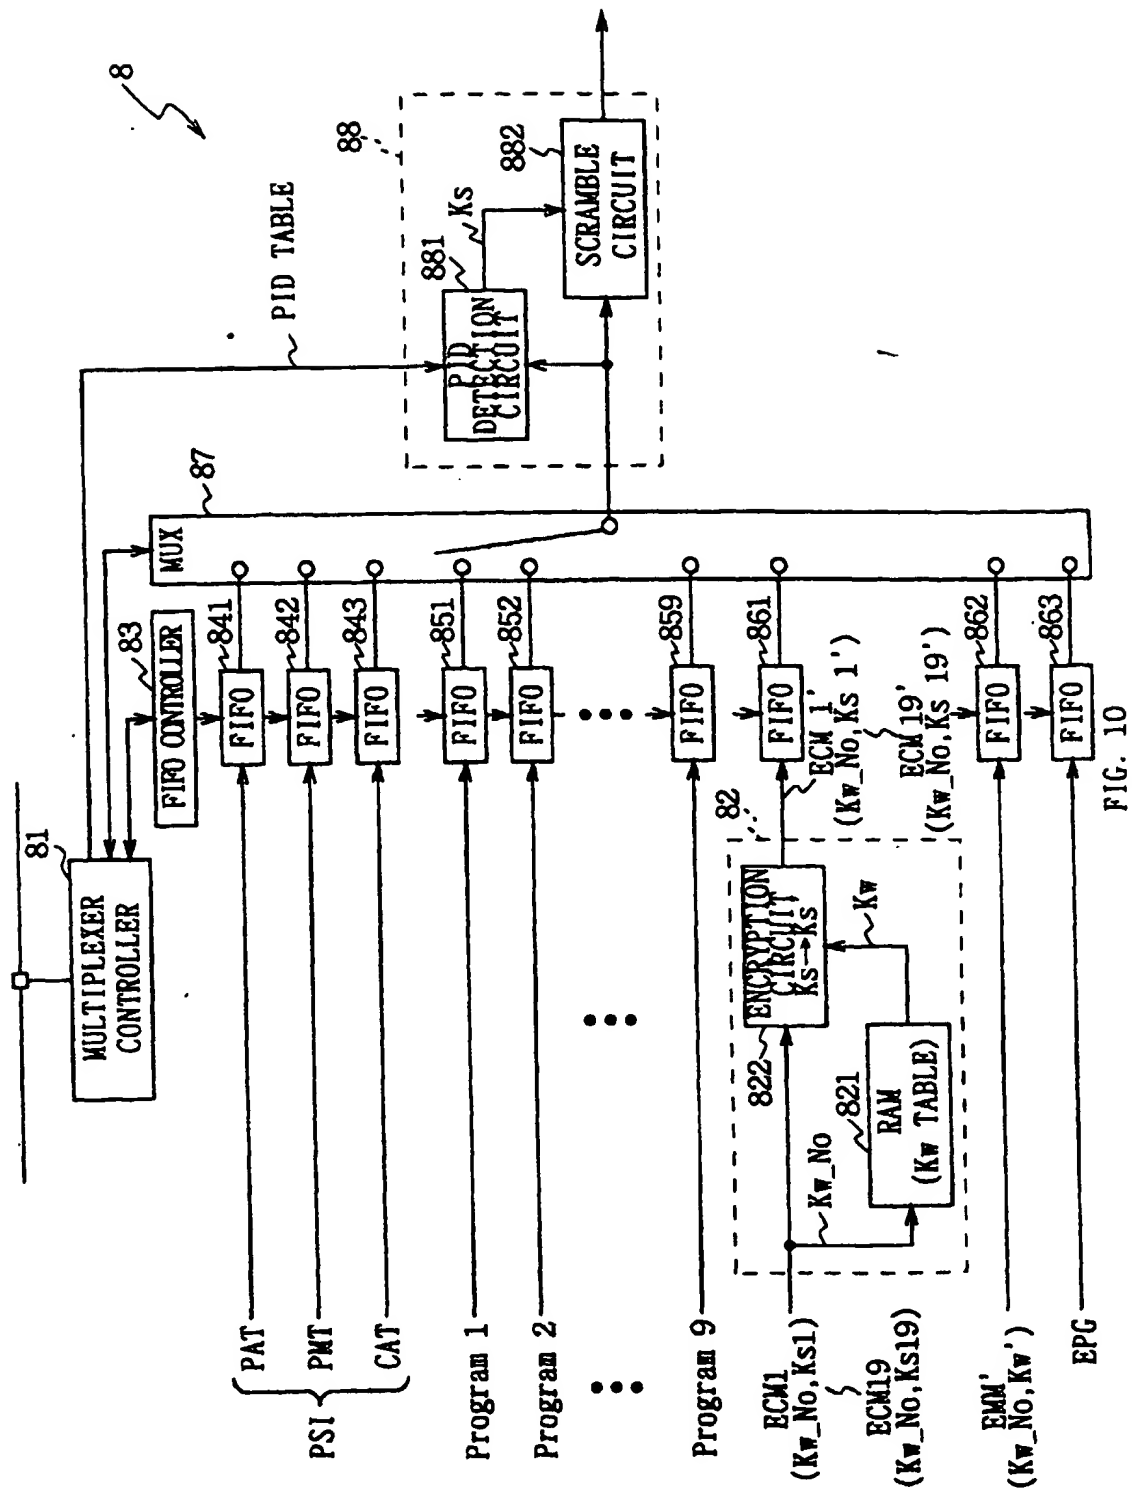 8
81
MULTIPLEXER
CONTROLLER
PID TABLE
83
FIFO CONTROLLER
MUX
87
88
881
PID
DETECTION
CIRCUIT
Ks
882
SCRAMBLE
CIRCUIT
PSI
PAT
FIFO
841
PMT
FIFO
842
CAT
FIFO
843
Program 1
FIFO
851
Program 2
FIFO
852
Program 9
FIFO
859
ECM1
(Kw_No,Ks1)
ECM19
(Kw_No,Ks19)
82
Kw_No
821
RAM
(Kw TABLE)
Kw
822
ENCRYPTION
CIRCUIT
Ks→Ks
ECM 1'
(Kw_No,Ks 1')
ECM 19'
(Kw_No,Ks 19')
FIFO
861
EMM'
(Kw_No,Kw')
FIFO
862
EPG
FIFO
863
FIG. 10